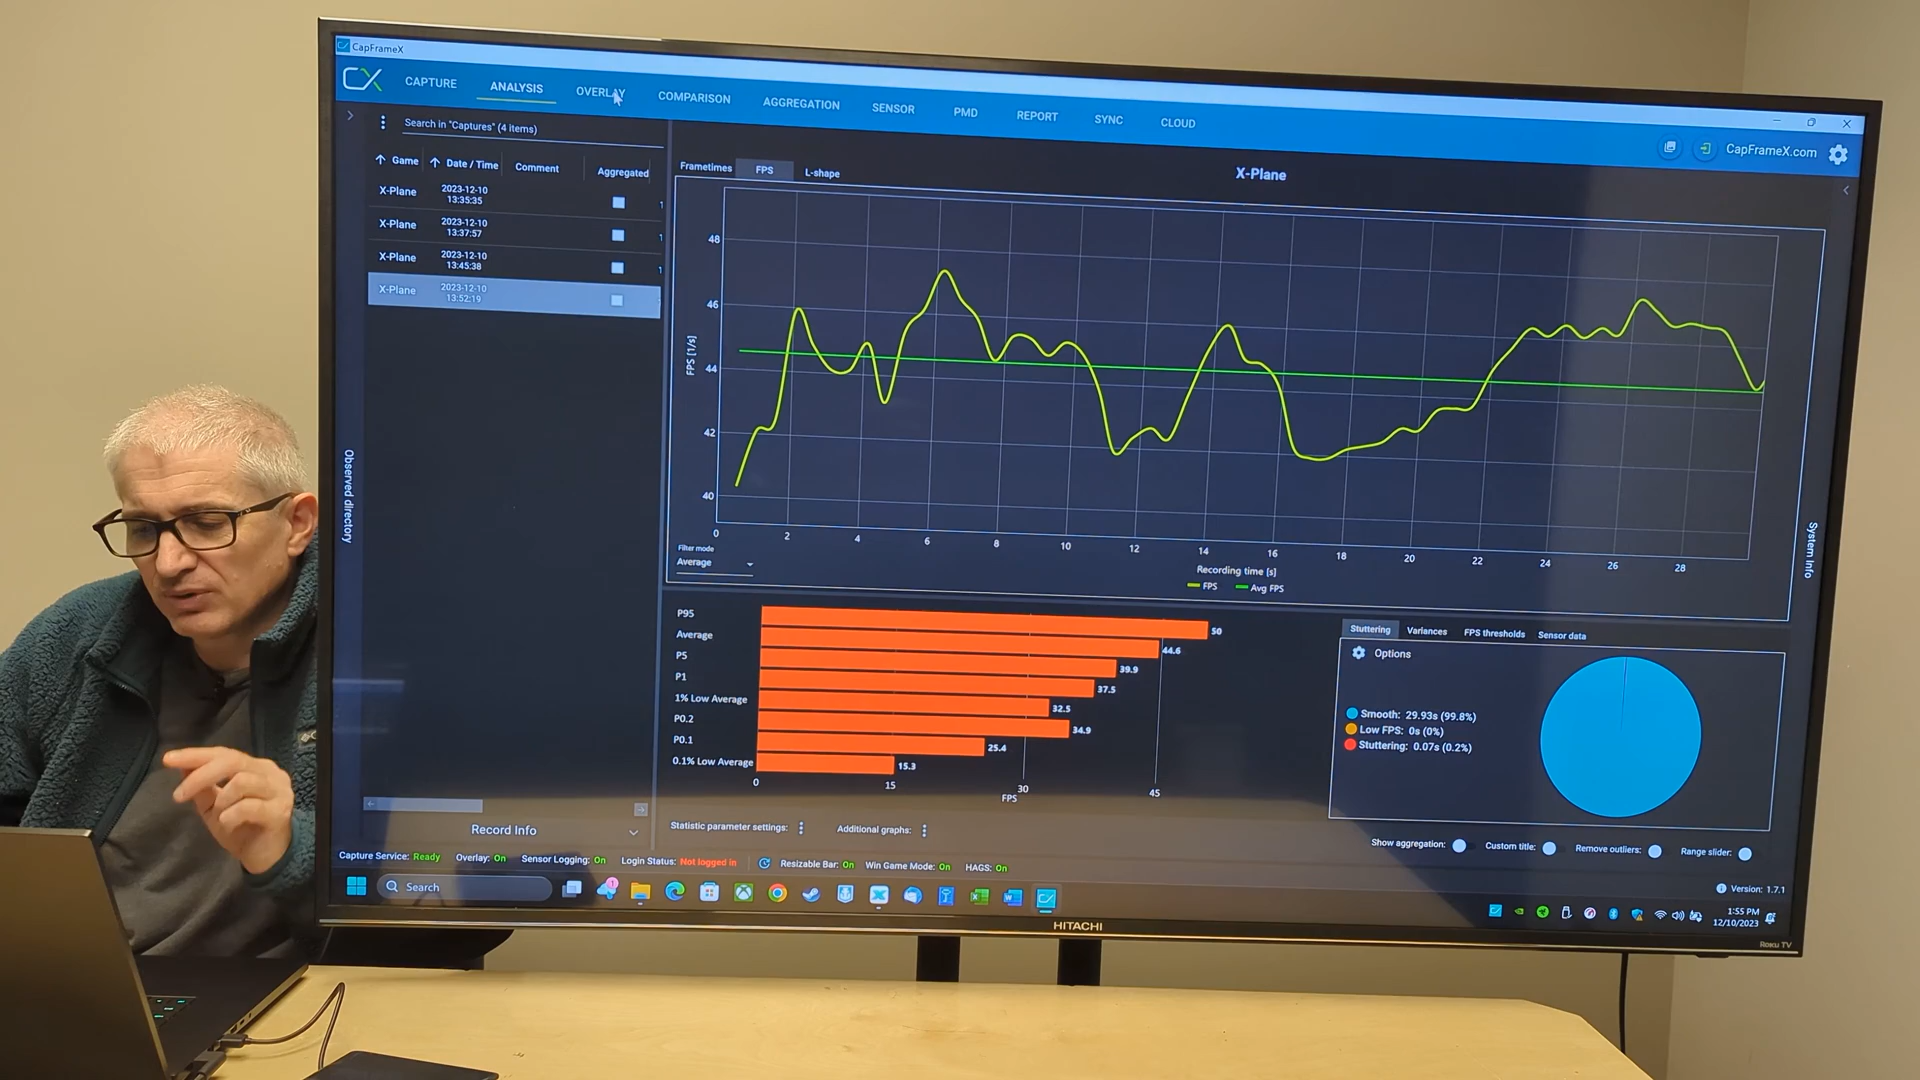 CapFrameX
CX
CAPTURE
ANALYSIS
OVERLAY
COMPARISON
AGGREGATION
SENSOR
PMD
REPORT
SYNC
CLOUD
CapFrameX.com
Search in "Captures" (4 items)
Game
Date / Time
Comment
Aggregated
X-Plane
2023-12-10
13:35:35
X-Plane
2023-12-10
13:37:57
X-Plane
2023-12-10
13:45:38
X-Plane
2023-12-10
13:52:19
Observed directory
Record Info
Frametimes
FPS
L-shape
X-Plane
FPS [1/s]
48
46
44
42
40
0
2
4
6
8
10
12
14
16
18
20
22
24
26
28
Recording time [s]
FPS
Avg FPS
Filter mode
Average
System Info
P95
50
Average
44.6
P5
39.9
P1
37.5
1% Low Average
32.5
P0.2
34.9
P0.1
25.4
0.1% Low Average
15.3
0
15
30
45
FPS
Stuttering
Variances
FPS thresholds
Sensor data
Options
Smooth: 29.93s (99.8%)
Low FPS: 0s (0%)
Stuttering: 0.07s (0.2%)
Statistic parameter settings:
Additional graphs:
Show aggregation:
Custom title:
Remove outliers:
Range slider:
Capture Service: Ready
Overlay: On
Sensor Logging: On
Login Status: Not logged in
Resizable Bar: On
Win Game Mode: On
HAGS: On
Version: 1.7.1
Search
1:55 PM
12/10/2023
HITACHI
Roku TV